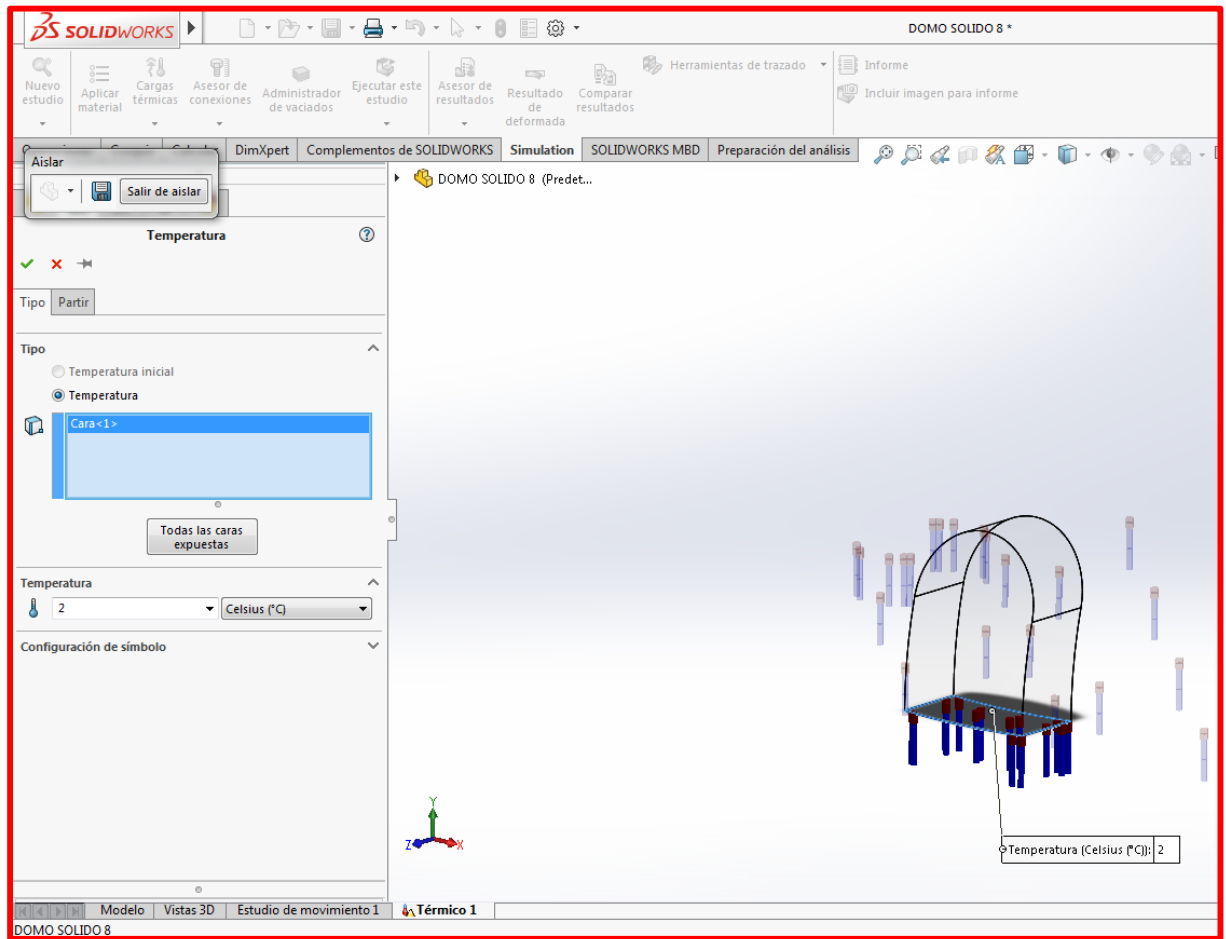 SOLIDWORKS
DOMO SOLIDO 8 *
Nuevo estudio
Aplicar material
Cargas térmicas
Asesor de conexiones
Administrador de vaciados
Ejecutar este estudio
Asesor de resultados
Resultado de deformada
Comparar resultados
Herramientas de trazado
Informe
Incluir imagen para informe
DimXpert
Complementos de SOLIDWORKS
Simulation
SOLIDWORKS MBD
Preparación del análisis
Aislar
Salir de aislar
DOMO SOLIDO 8 (Predet...
Temperatura
Tipo
Partir
Tipo
Temperatura inicial
Temperatura
Cara<1>
Todas las caras
expuestas
Temperatura
2
Celsius (°C)
Configuración de símbolo
Y
Z
X
Temperatura (Celsius (°C)): 2
Modelo
Vistas 3D
Estudio de movimiento 1
Térmico 1
DOMO SOLIDO 8